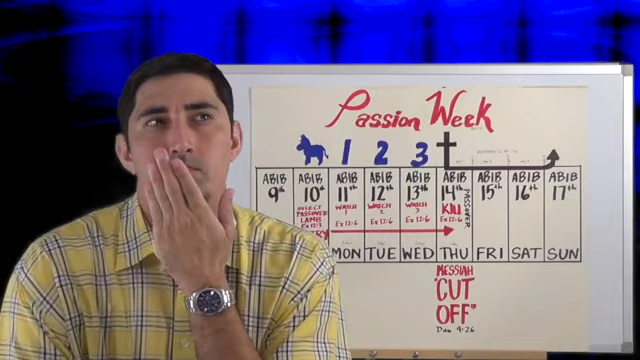 Passion Week
1 2 3
ABIB 9th
ABIB 10th
ABIB 11th
ABIB 12th
ABIB 13th
ABIB 14th
ABIB 15th
ABIB 16th
ABIB 17th
SELECT PASSOVER LAMB Ex 12:3
WATCH 1 Ex 12:6
WATCH 2 Ex 12:6
WATCH 3 Ex 12:6
KILL Ex 12:6
PASSOVER
MON TUE WED THU FRI SAT SUN
MESSIAH
"CUT
OFF"
Dan 9:26